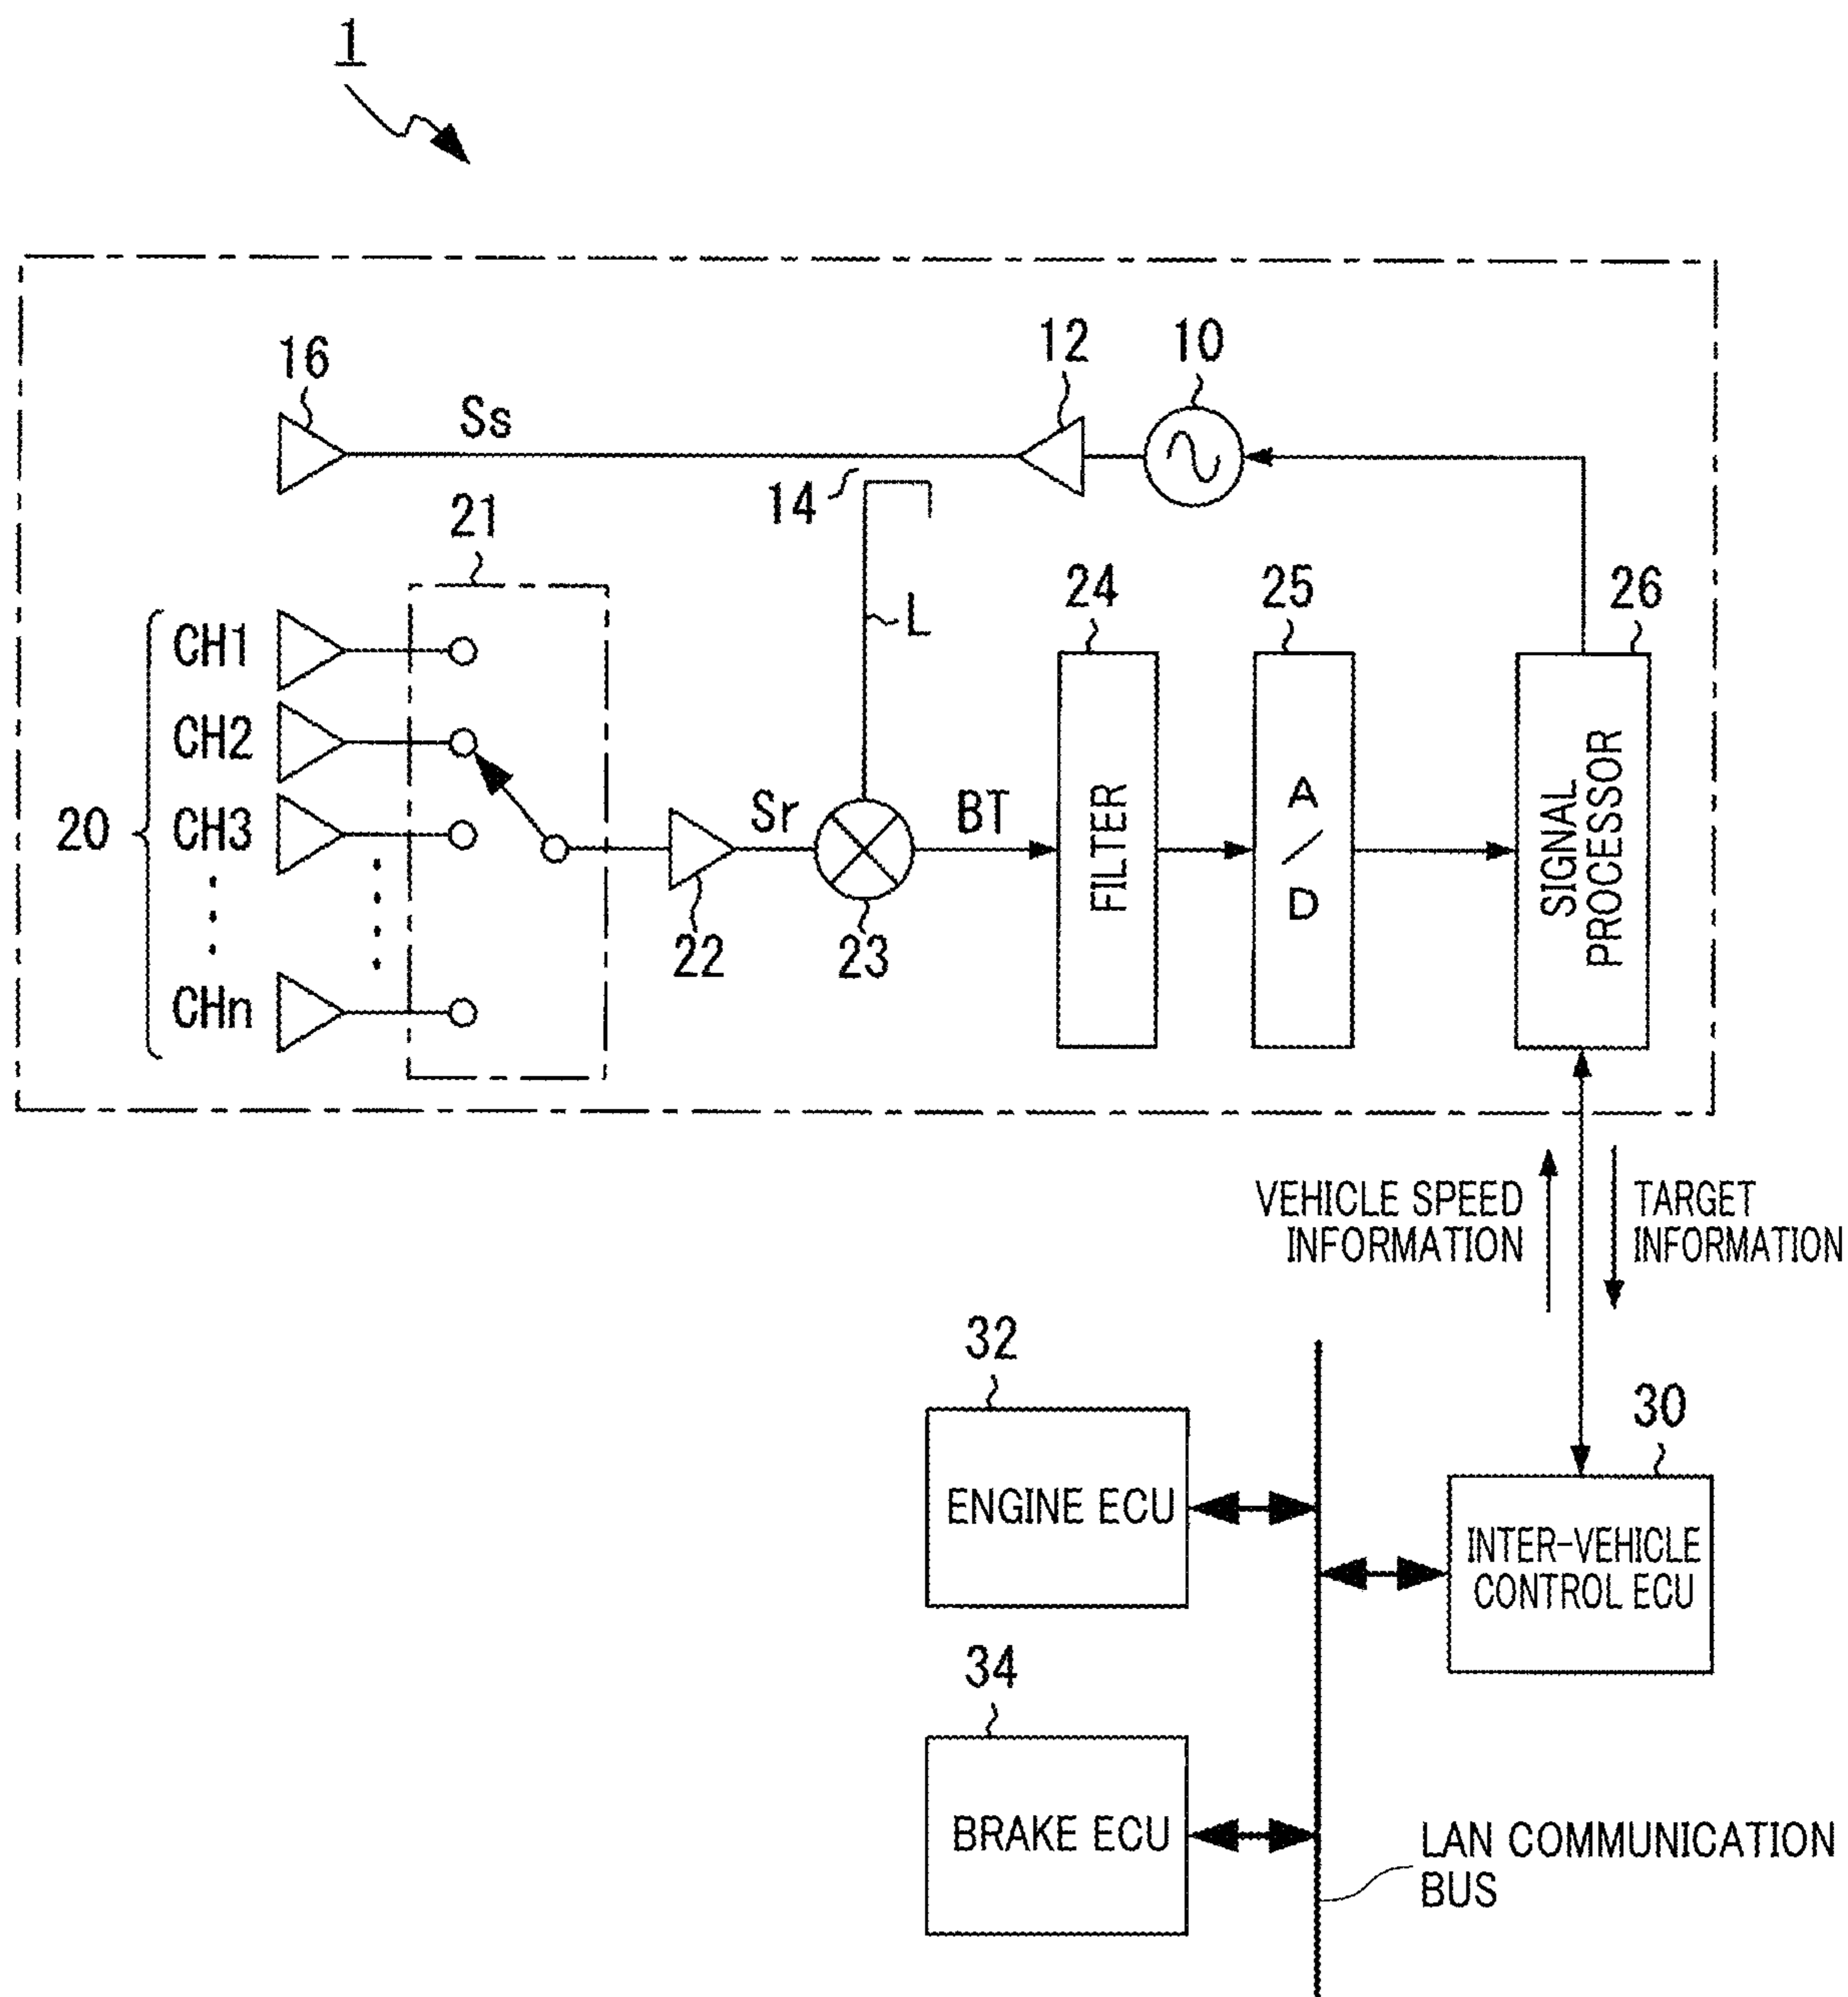 1
16
Ss
12
10
14
21
L
24
25
26
CH1
CH2
CH3
CHn
20
22
Sr
23
BT
FILTER
A
/
D
SIGNAL
PROCESSOR
VEHICLE SPEED
INFORMATION
TARGET
INFORMATION
32
ENGINE ECU
30
INTER-VEHICLE
CONTROL ECU
34
BRAKE ECU
LAN COMMUNICATION
BUS